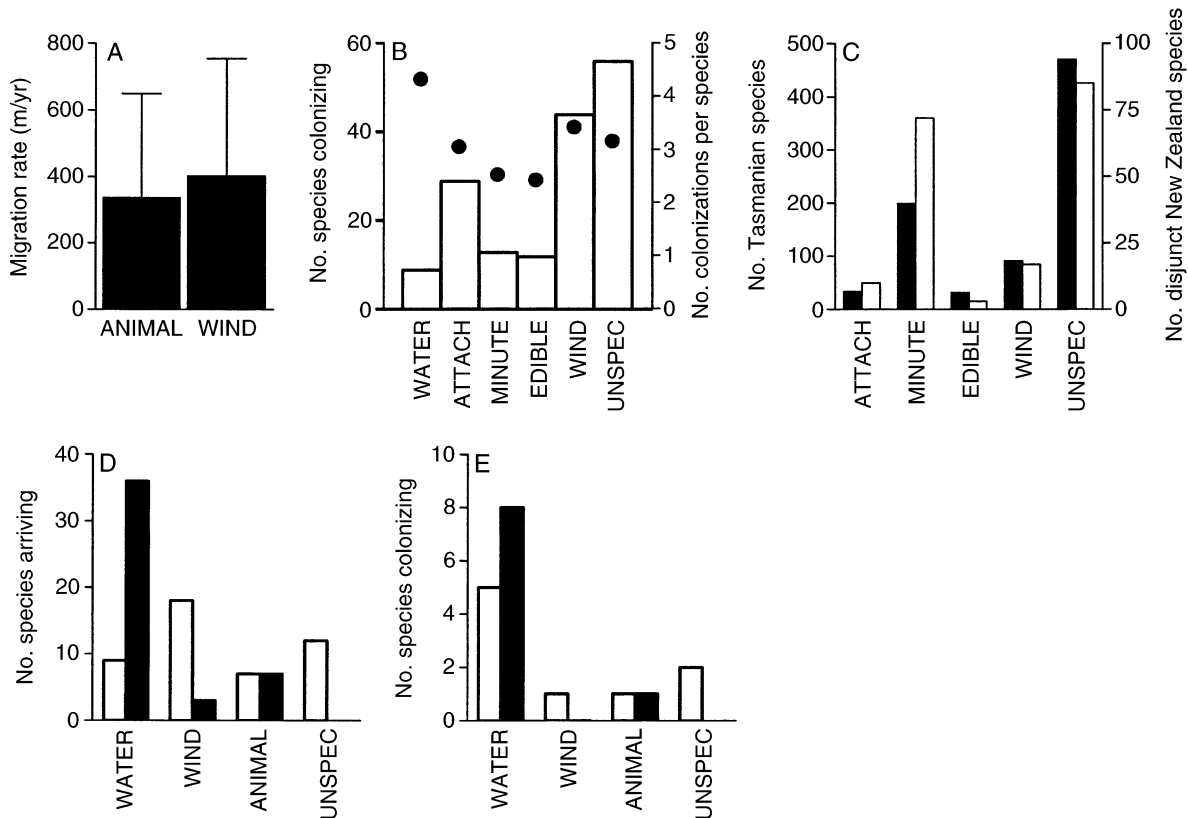 A
Migration rate (m/yr)
800
600
400
200
0
ANIMAL WIND
B
No. species colonizing
60
40
20
0
No. colonizations per species
5
4
3
2
1
0
WATER
ATTACH
MINUTE
EDIBLE
WIND
UNSPEC
C
No. Tasmanian species
500
400
300
200
100
0
No. disjunct New Zealand species
100
75
50
25
0
ATTACH
MINUTE
EDIBLE
WIND
UNSPEC
D
No. species arriving
40
30
20
10
0
WATER
WIND
ANIMAL
UNSPEC
E
No. species colonizing
10
8
6
4
2
0
WATER
WIND
ANIMAL
UNSPEC